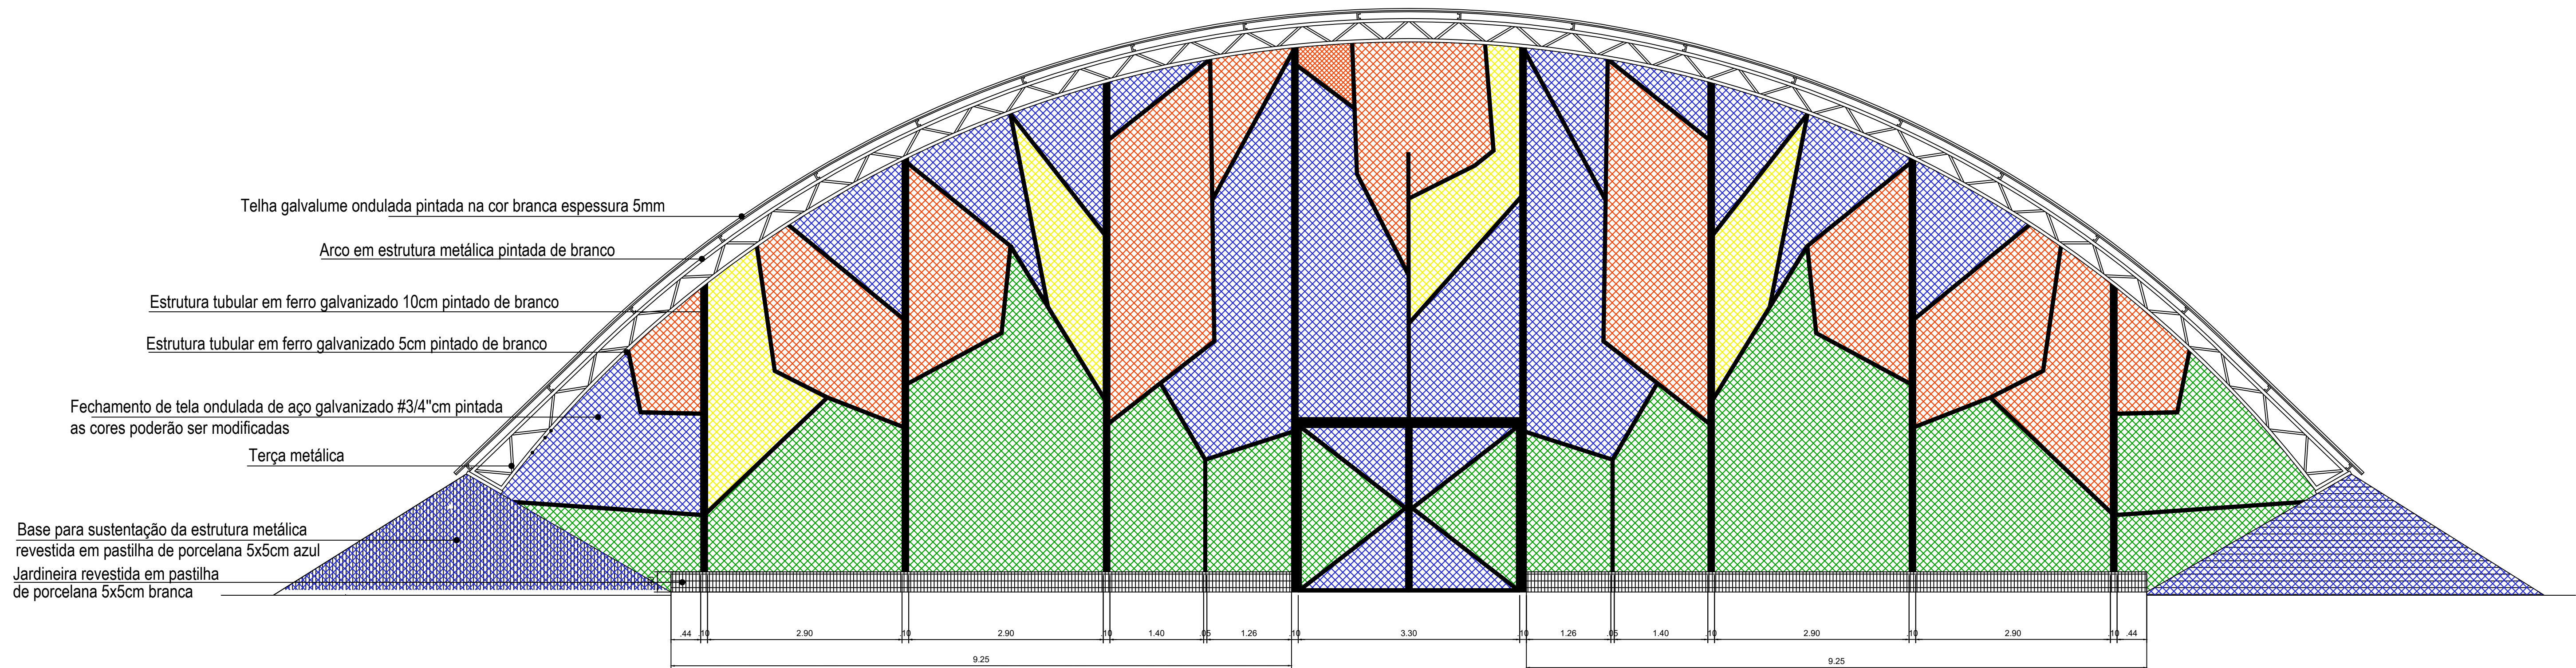 Telha galvalume ondulada pintada na cor branca espessura 5mm
Arco em estrutura metálica pintada de branco
Estrutura tubular em ferro galvanizado 10cm pintado de branco
Estrutura tubular em ferro galvanizado 5cm pintado de branco
Fechamento de tela ondulada de aço galvanizado #3/4"cm pintada
as cores poderão ser modificadas
Terça metálica
Base para sustentação da estrutura metálica
revestida em pastilha de porcelana 5x5cm azul
Jardineira revestida em pastilha
de porcelana 5x5cm branca
.44 .10 2.90 .10 2.90 .10 1.40 .05 1.26 .10 3.30 .10 1.26 .05 1.40 .10 2.90 .10 2.90 .10 .44
9.25 9.25